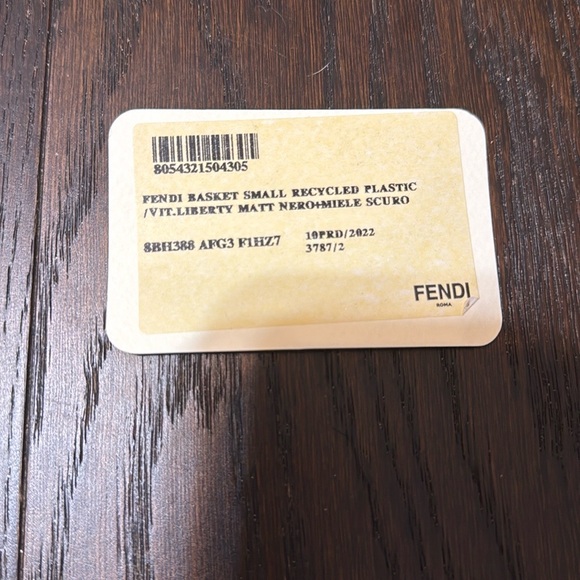 8054321504305
FENDI BASKET SMALL RECYCLED PLASTIC
/VIT.LIBERTY MATT NERO+MIELE SCURO
8BH388 AFG3 F1HZ7
10PRD/2022
3787/2
FENDI
ROMA